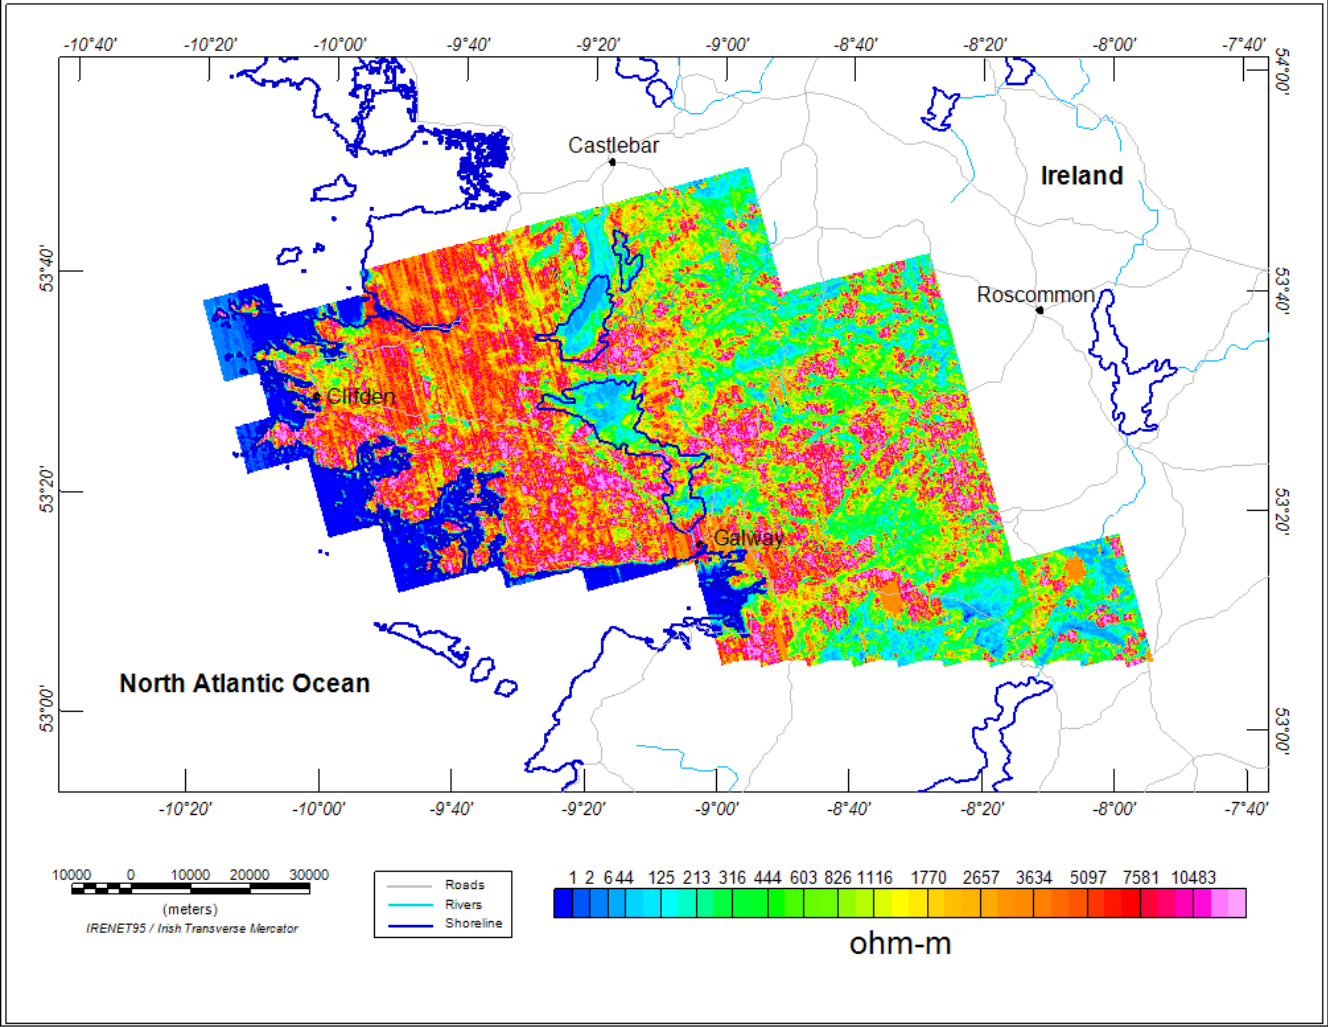 -10°40' -10°20' -10°00' -9°40' -9°20' -9°00' -8°40' -8°20' -8°00' -7°40'
54°00'
Castlebar
Ireland
53°40'
53°40'
Roscommon
Clifden
53°20'
53°20'
Galway
North Atlantic Ocean
53°00'
53°00'
-10°20' -10°00' -9°40' -9°20' -9°00' -8°40' -8°20' -8°00' -7°40'
10000 0 10000 20000 30000
(meters)
IRENET95 / Irish Transverse Mercator
Roads
Rivers
Shoreline
1 2 644 125 213 316 444 603 826 1116 1770 2657 3634 5097 7581 10483
ohm-m